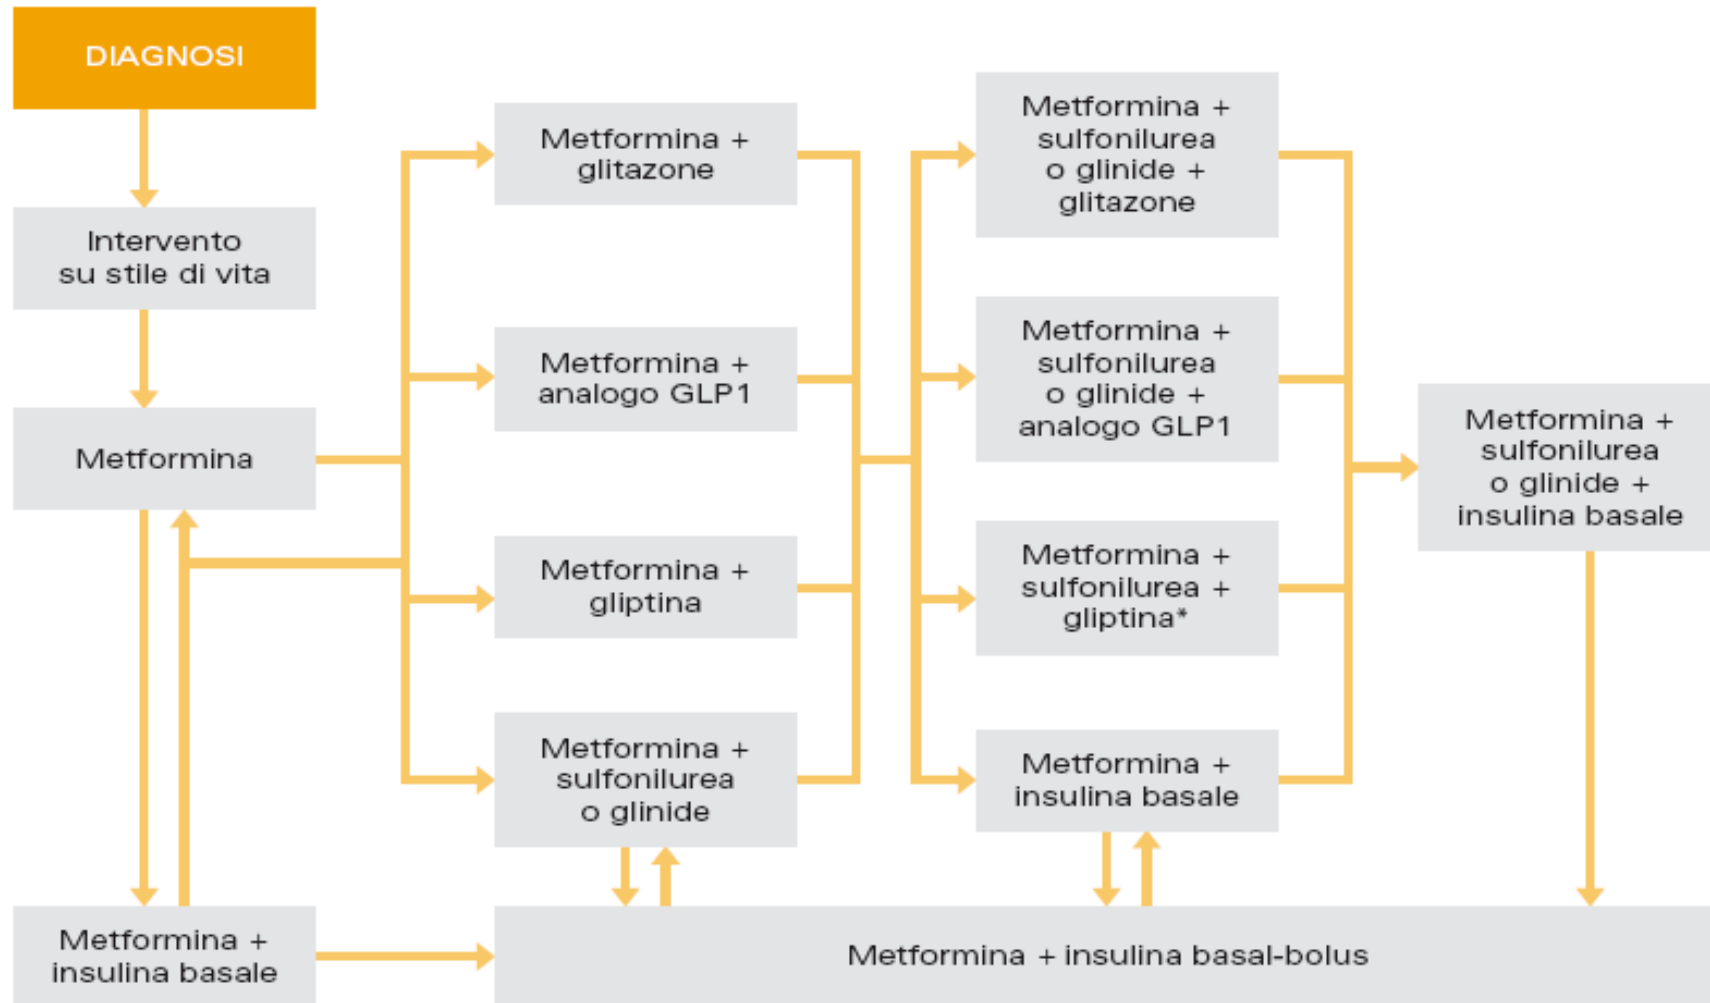 DIAGNOSI
Intervento
su stile di vita
Metformina
Metformina +
insulina basale
Metformina +
glitazone
Metformina +
analogo GLP1
Metformina +
gliptina
Metformina +
sulfonilurea
o glinide
Metformina +
sulfonilurea
o glinide +
glitazone
Metformina +
sulfonilurea
o glinide +
analogo GLP1
Metformina +
sulfonilurea +
gliptina*
Metformina +
insulina basale
Metformina +
sulfonilurea
o glinide +
insulina basale
Metformina + insulina basal-bolus